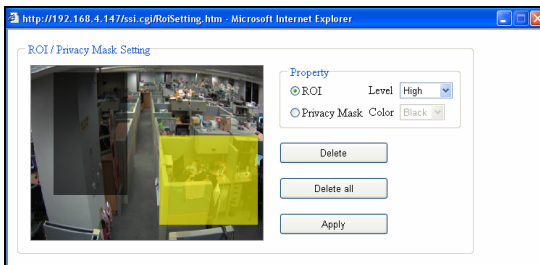 http://192.168.4.147/ssi.cgi/RoiSetting.htm - Microsoft Internet Explorer
ROI / Privacy Mask Setting
Property
ROI Level High
Privacy Mask Color Black
Delete
Delete all
Apply